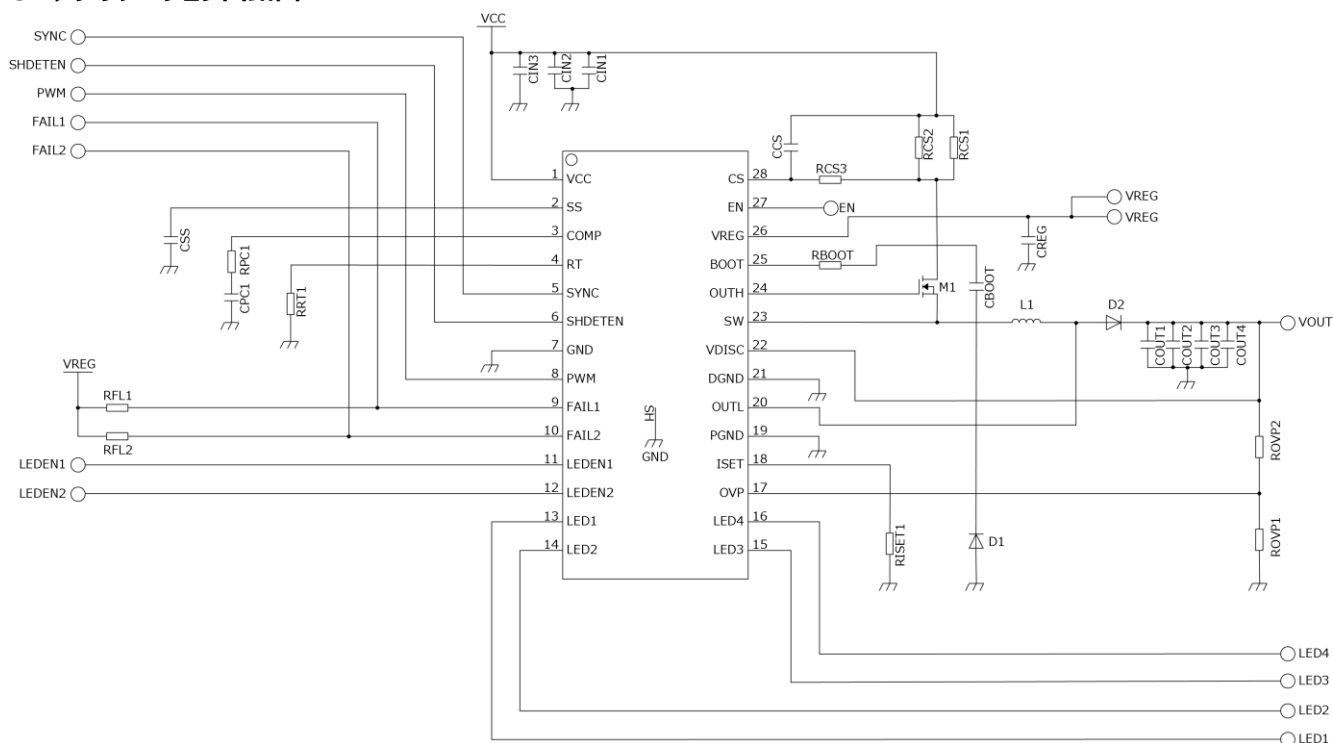 VCC
SYNC
SHDETEN
PWM
FAIL1
FAIL2
CIN3
CIN2
CIN1
CCS
RCS2
RCS1
RCS3
1 VCC
2 SS
3 COMP
4 RT
5 SYNC
6 SHDETEN
7 GND
8 PWM
9 FAIL1
10 FAIL2
11 LEDEN1
12 LEDEN2
13 LED1
14 LED2
HS
GND
CS 28
EN 27
VREG 26
BOOT 25
OUTH 24
SW 23
VDISC 22
DGND 21
OUTL 20
PGND 19
ISET 18
OVP 17
LED4 16
LED3 15
CSS
RPC1
CPC1
RRT1
VREG
RFL1
RFL2
LEDEN1
LEDEN2
EN
VREG
VREG
CREG
RBOOT
CBOOT
M1
L1
D2
COUT1
COUT2
COUT3
COUT4
VOUT
ROVP2
ROVP1
RISET1
D1
LED4
LED3
LED2
LED1